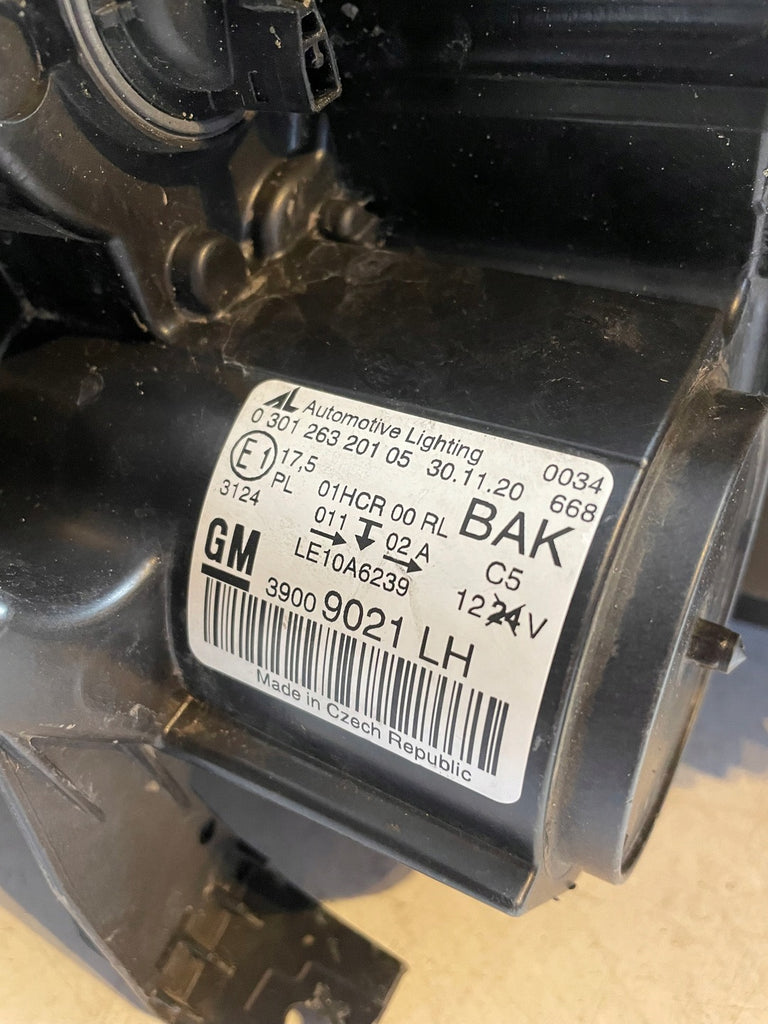 AL Automotive Lighting
0 301 263 201 05 30.11.20 0034
668
E1 17,5
PL
3124
01HCR 00 RL
011 02 A
LE10A6239
BAK
C5
12 24 V
GM
3900 9021 LH
Made in Czech Republic